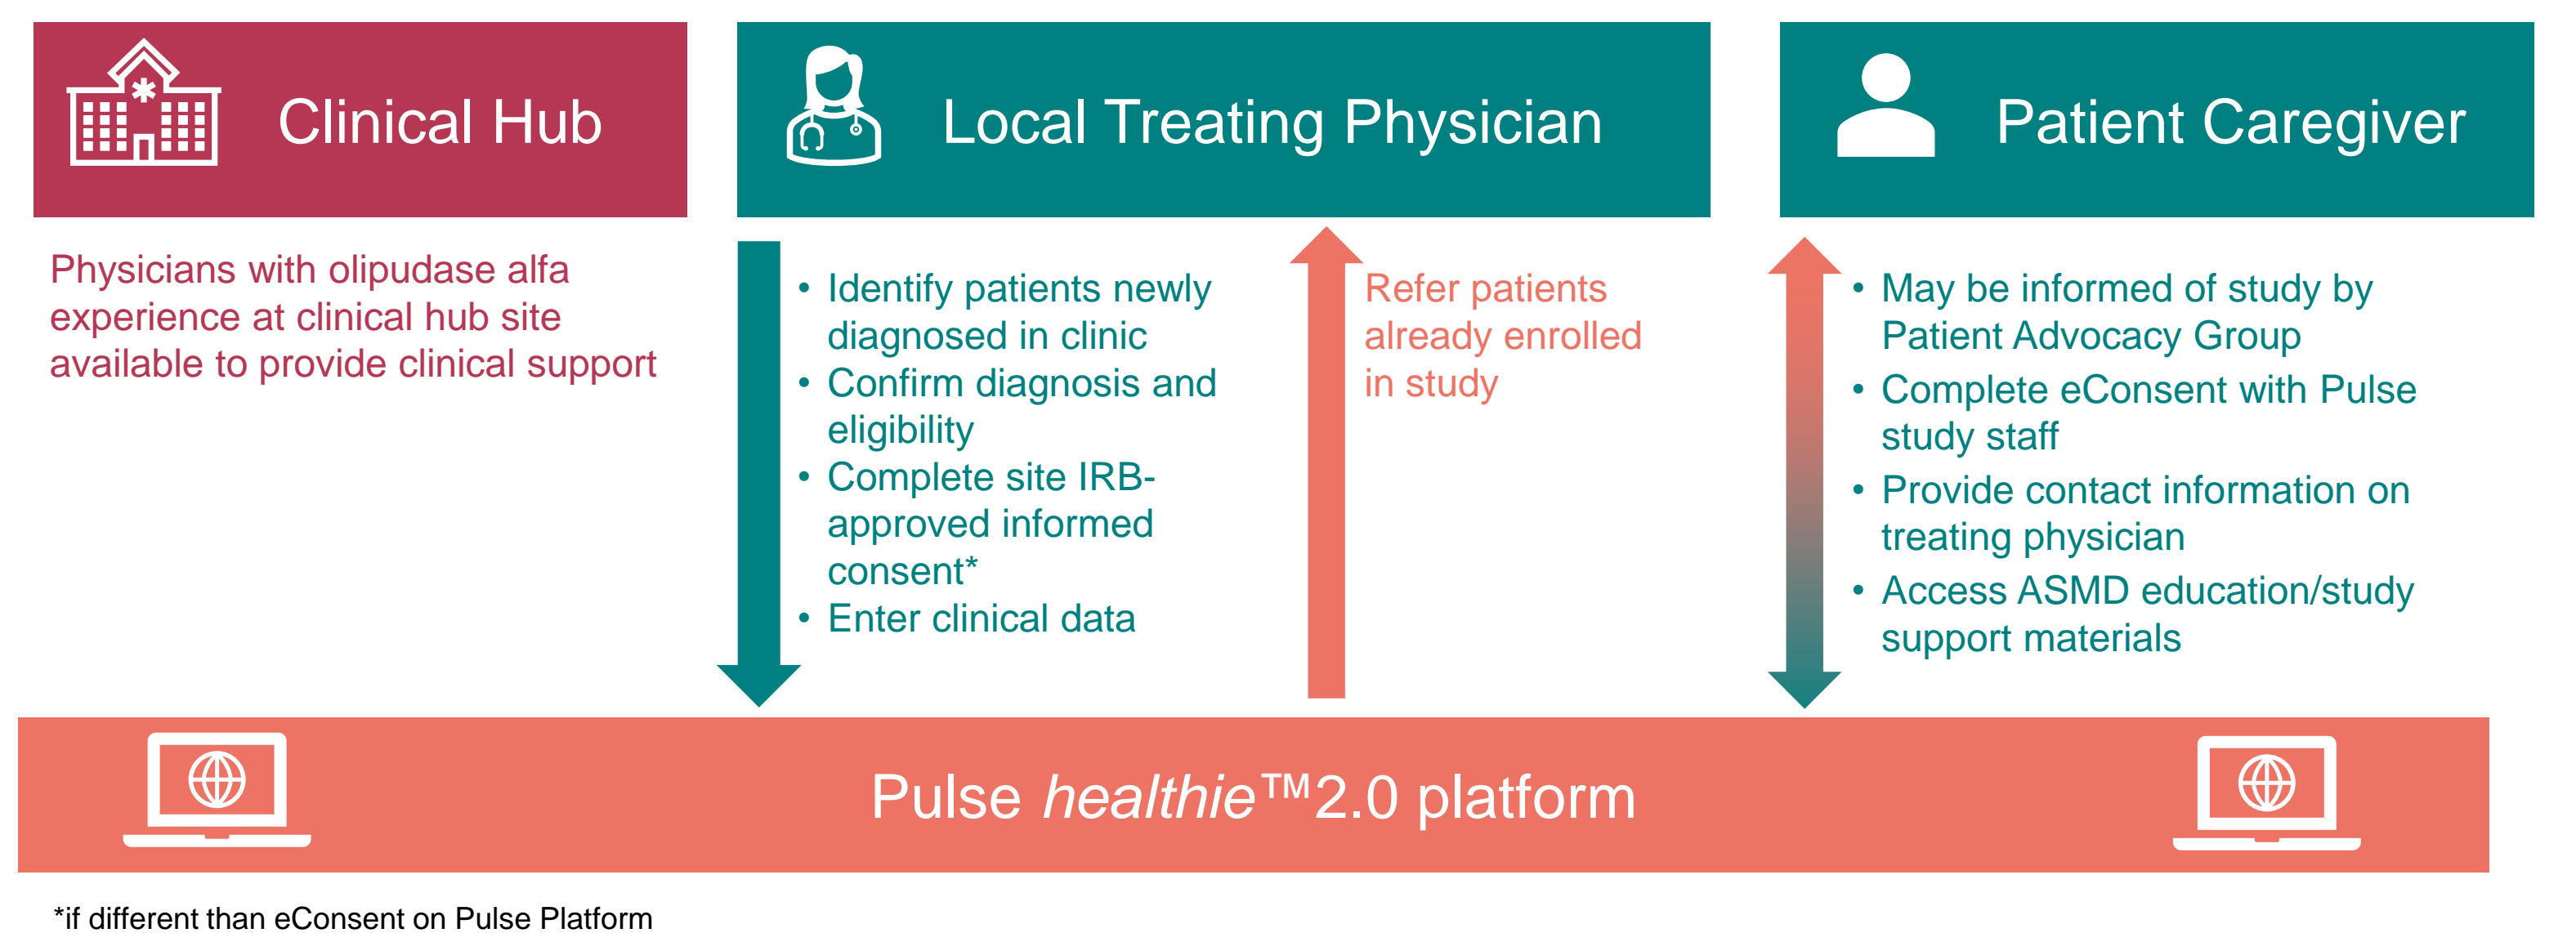 Clinical Hub
Local Treating Physician
Patient Caregiver
Physicians with olipudase alfa
experience at clinical hub site
available to provide clinical support
• Identify patients newly
diagnosed in clinic
• Confirm diagnosis and
eligibility
• Complete site IRB-
approved informed
consent*
• Enter clinical data
Refer patients
already enrolled
in study
• May be informed of study by
Patient Advocacy Group
• Complete eConsent with Pulse
study staff
• Provide contact information on
treating physician
• Access ASMD education/study
support materials
Pulse healthie™2.0 platform
*if different than eConsent on Pulse Platform